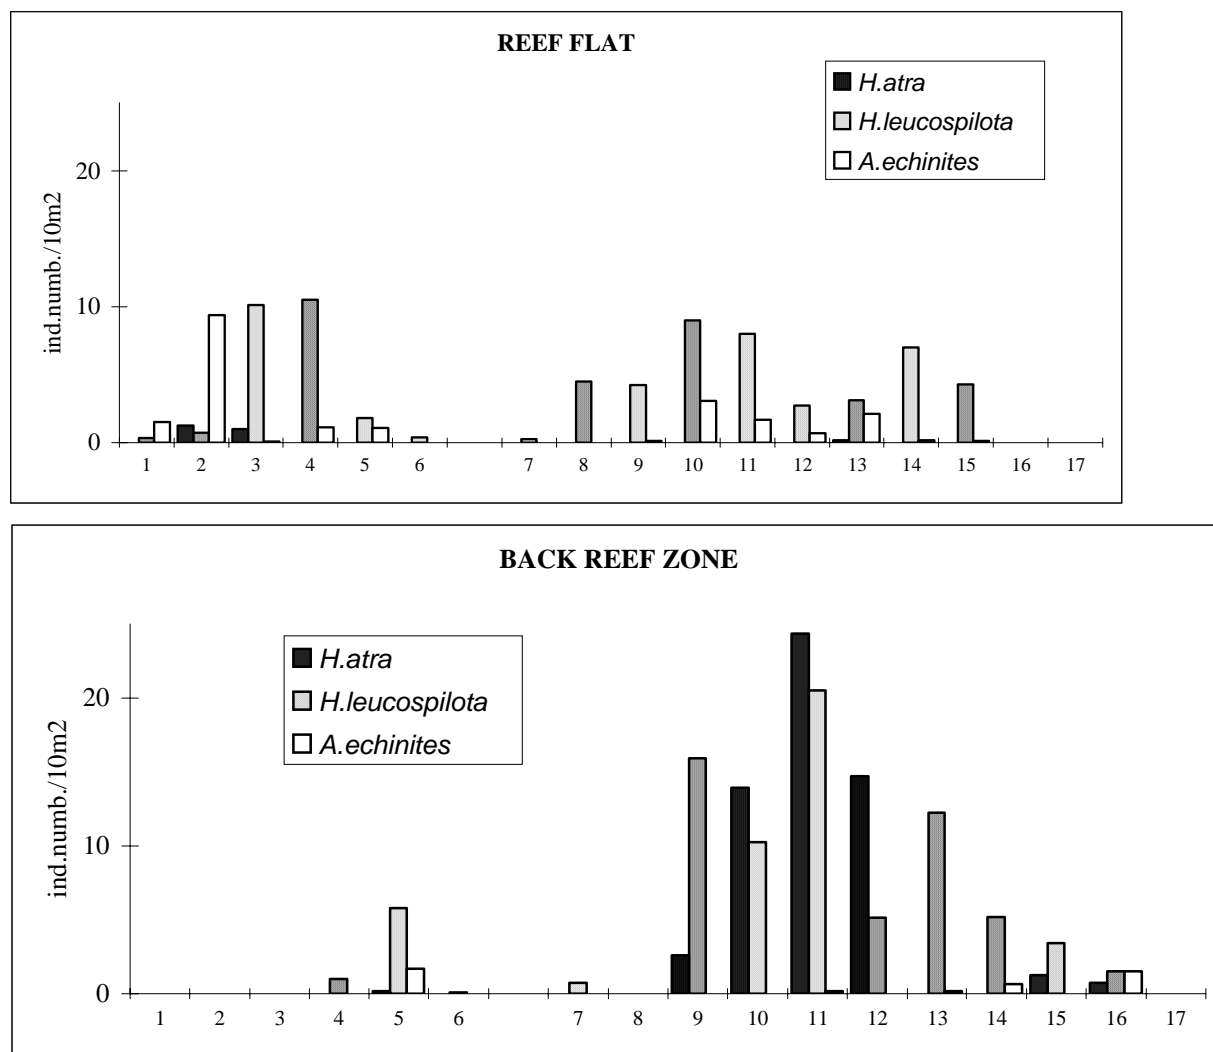 REEF FLAT
H.atra
H.leucospilota
A.echinites
20
10
0
ind.numb./10m2
1 2 3 4 5 6 7 8 9 10 11 12 13 14 15 16 17
BACK REEF ZONE
H.atra
H.leucospilota
A.echinites
20
10
0
ind.numb./10m2
1 2 3 4 5 6 7 8 9 10 11 12 13 14 15 16 17